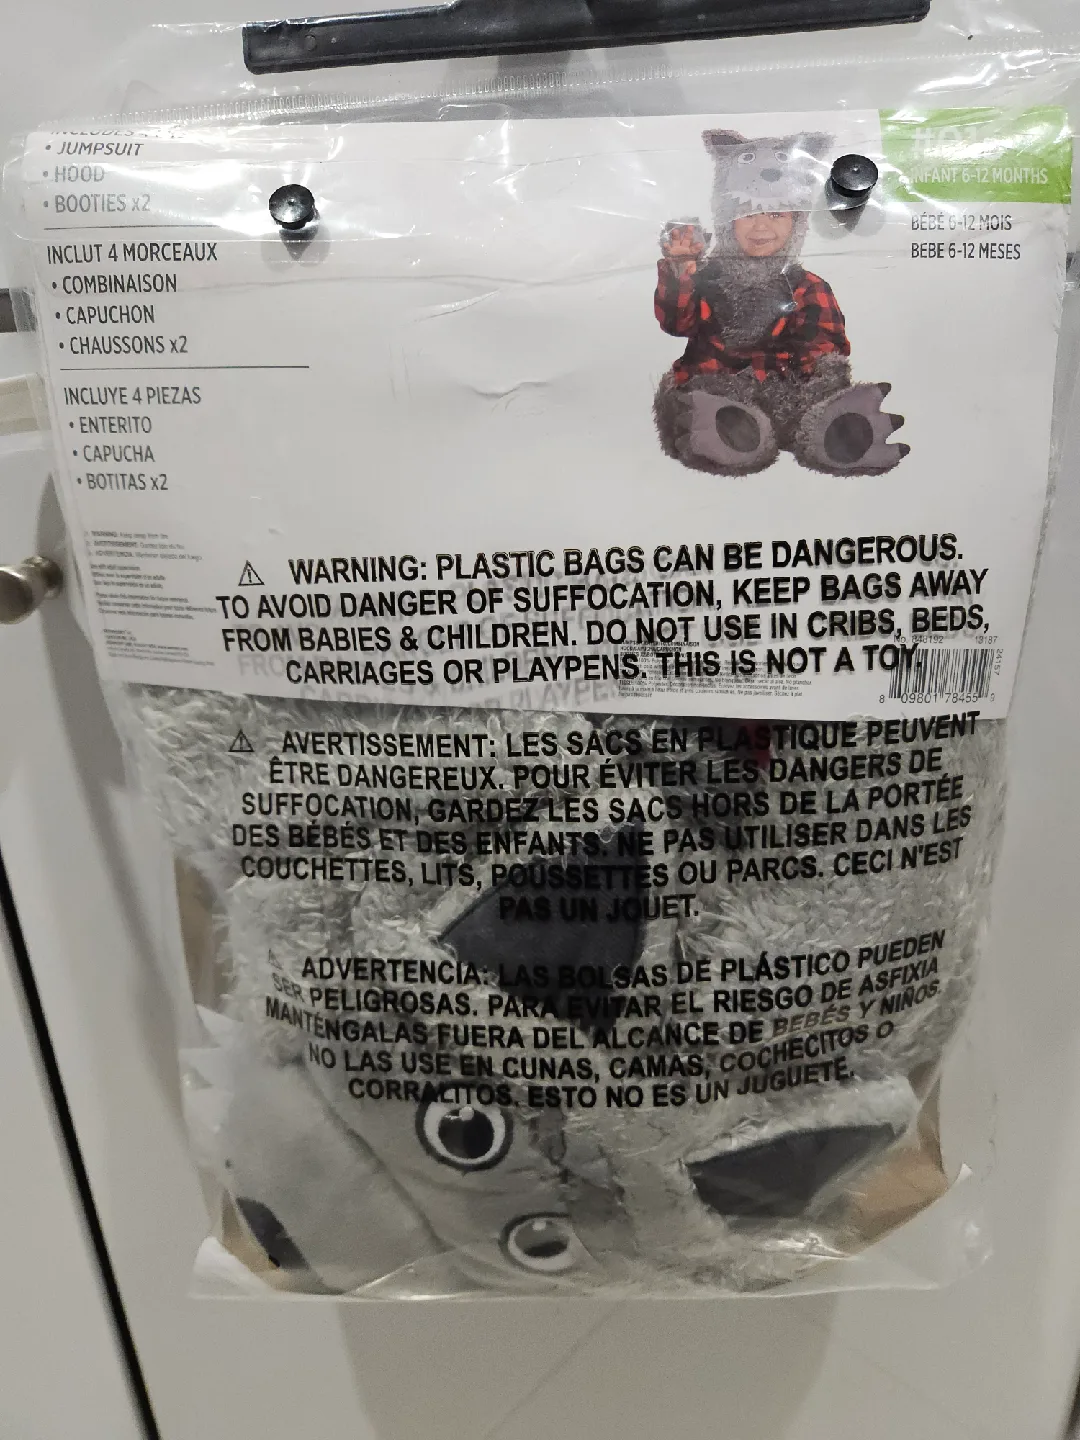 • JUMPSUIT
• HOOD
• BOOTIES x2
INCLUT 4 MORCEAUX
• COMBINAISON
• CAPUCHON
• CHAUSSONS x2
INCLUYE 4 PIEZAS
• ENTERITO
• CAPUCHA
• BOTITAS x2
INFANT 6-12 MONTHS
BÉBÉ 6-12 MOIS
BEBE 6-12 MESES
⚠ WARNING: PLASTIC BAGS CAN BE DANGEROUS.
TO AVOID DANGER OF SUFFOCATION, KEEP BAGS AWAY
FROM BABIES & CHILDREN. DO NOT USE IN CRIBS, BEDS,
CARRIAGES OR PLAYPENS. THIS IS NOT A TOY.
No. 848192 13187
24157
8 09801 78455
⚠ AVERTISSEMENT: LES SACS EN PLASTIQUE PEUVENT
ÊTRE DANGEREUX. POUR ÉVITER LES DANGERS DE
SUFFOCATION, GARDEZ LES SACS HORS DE LA PORTÉE
DES BÉBÉS ET DES ENFANTS. NE PAS UTILISER DANS LES
COUCHETTES, LITS, POUSSETTES OU PARCS. CECI N'EST
PAS UN JOUET.
ADVERTENCIA: LAS BOLSAS DE PLÁSTICO PUEDEN
SER PELIGROSAS. PARA EVITAR EL RIESGO DE ASFIXIA
MANTÉNGALAS FUERA DEL ALCANCE DE BEBÉS Y NIÑOS.
NO LAS USE EN CUNAS, CAMAS, COCHECITOS O
CORRALITOS. ESTO NO ES UN JUGUETE.